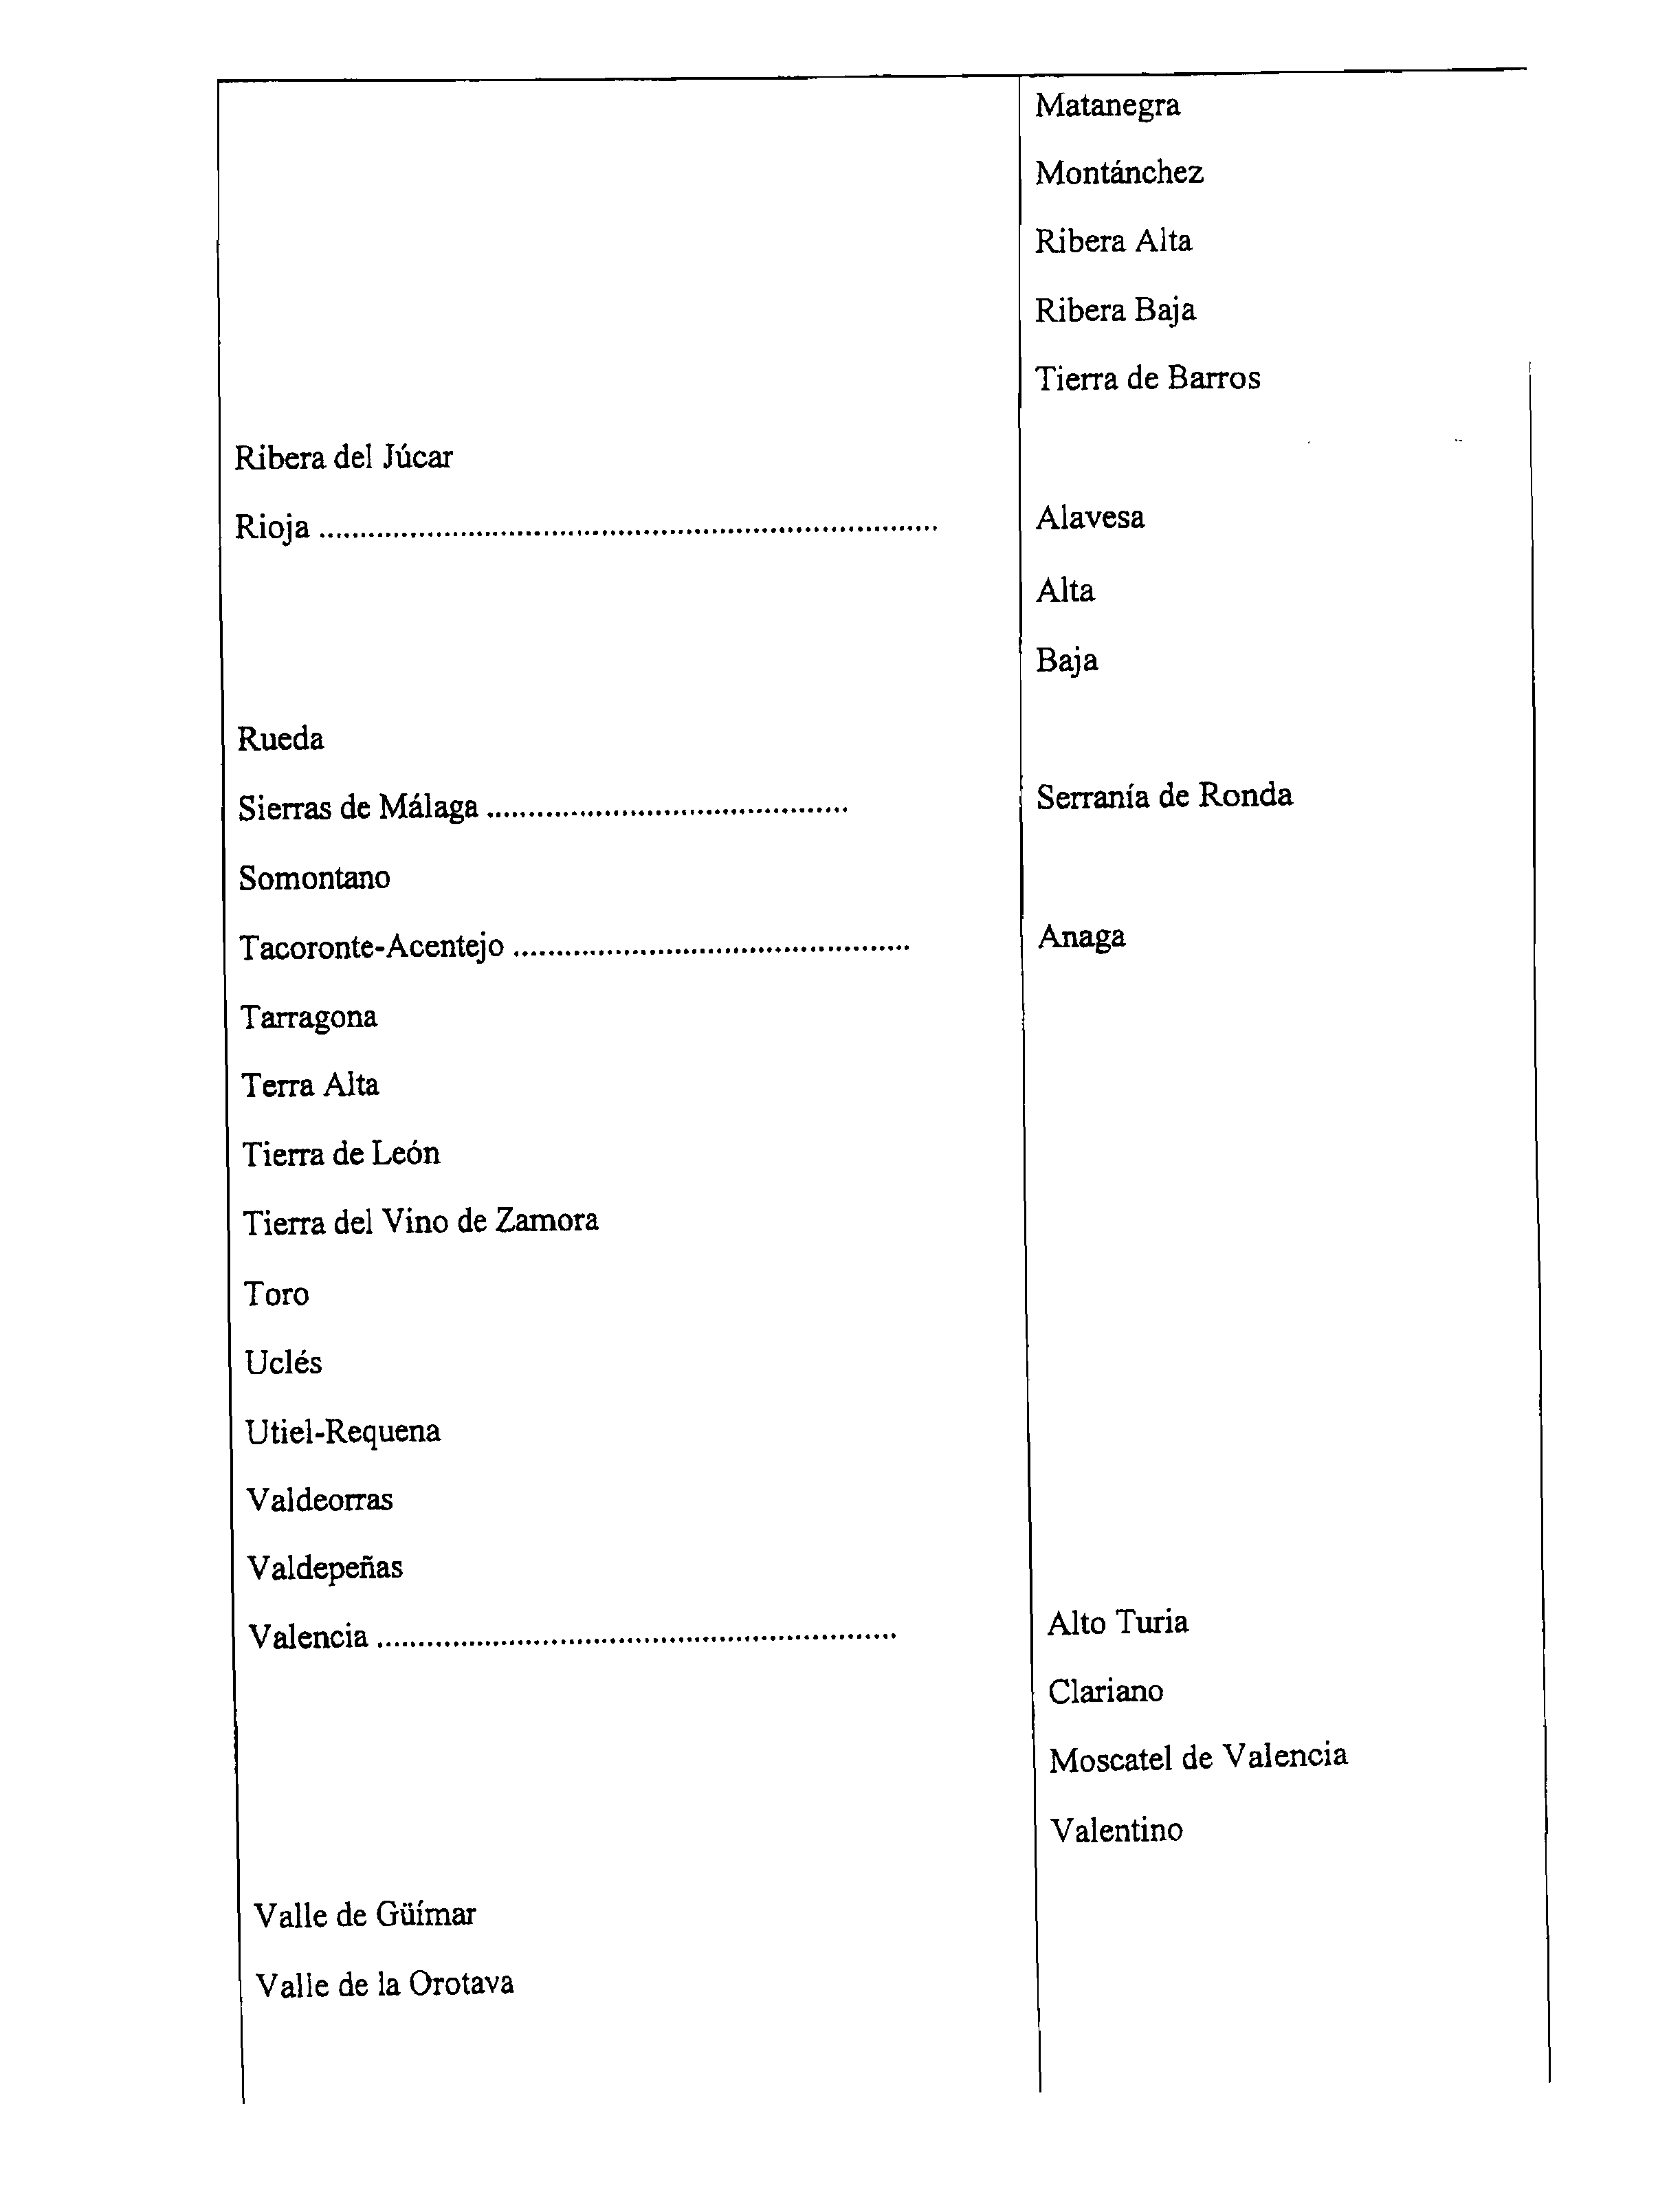 Matanegra
Montánchez
Ribera Alta
Ribera Baja
Tierra de Barros
Ribera del Júcar
Rioja ........................................................................... Alavesa
Alta
Baja
Rueda
Sierras de Málaga ............................................ Serranía de Ronda
Somontano
Tacoronte-Acentejo ................................................ Anaga
Tarragona
Terra Alta
Tierra de León
Tierra del Vino de Zamora
Toro
Uclés
Utiel-Requena
Valdeorras
Valdepeñas
Valencia ............................................................... Alto Turia
Clariano
Moscatel de Valencia
Valentino
Valle de Güímar
Valle de la Orotava